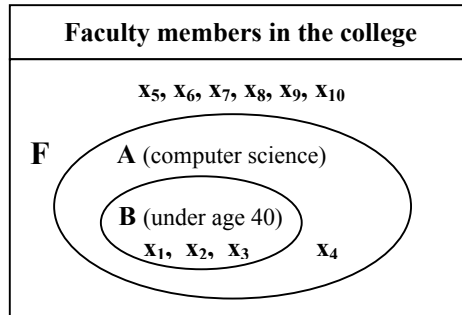 Faculty members in the college
x5, x6, x7, x8, x9, x10
F
A (computer science)
B (under age 40)
x1, x2, x3 x4